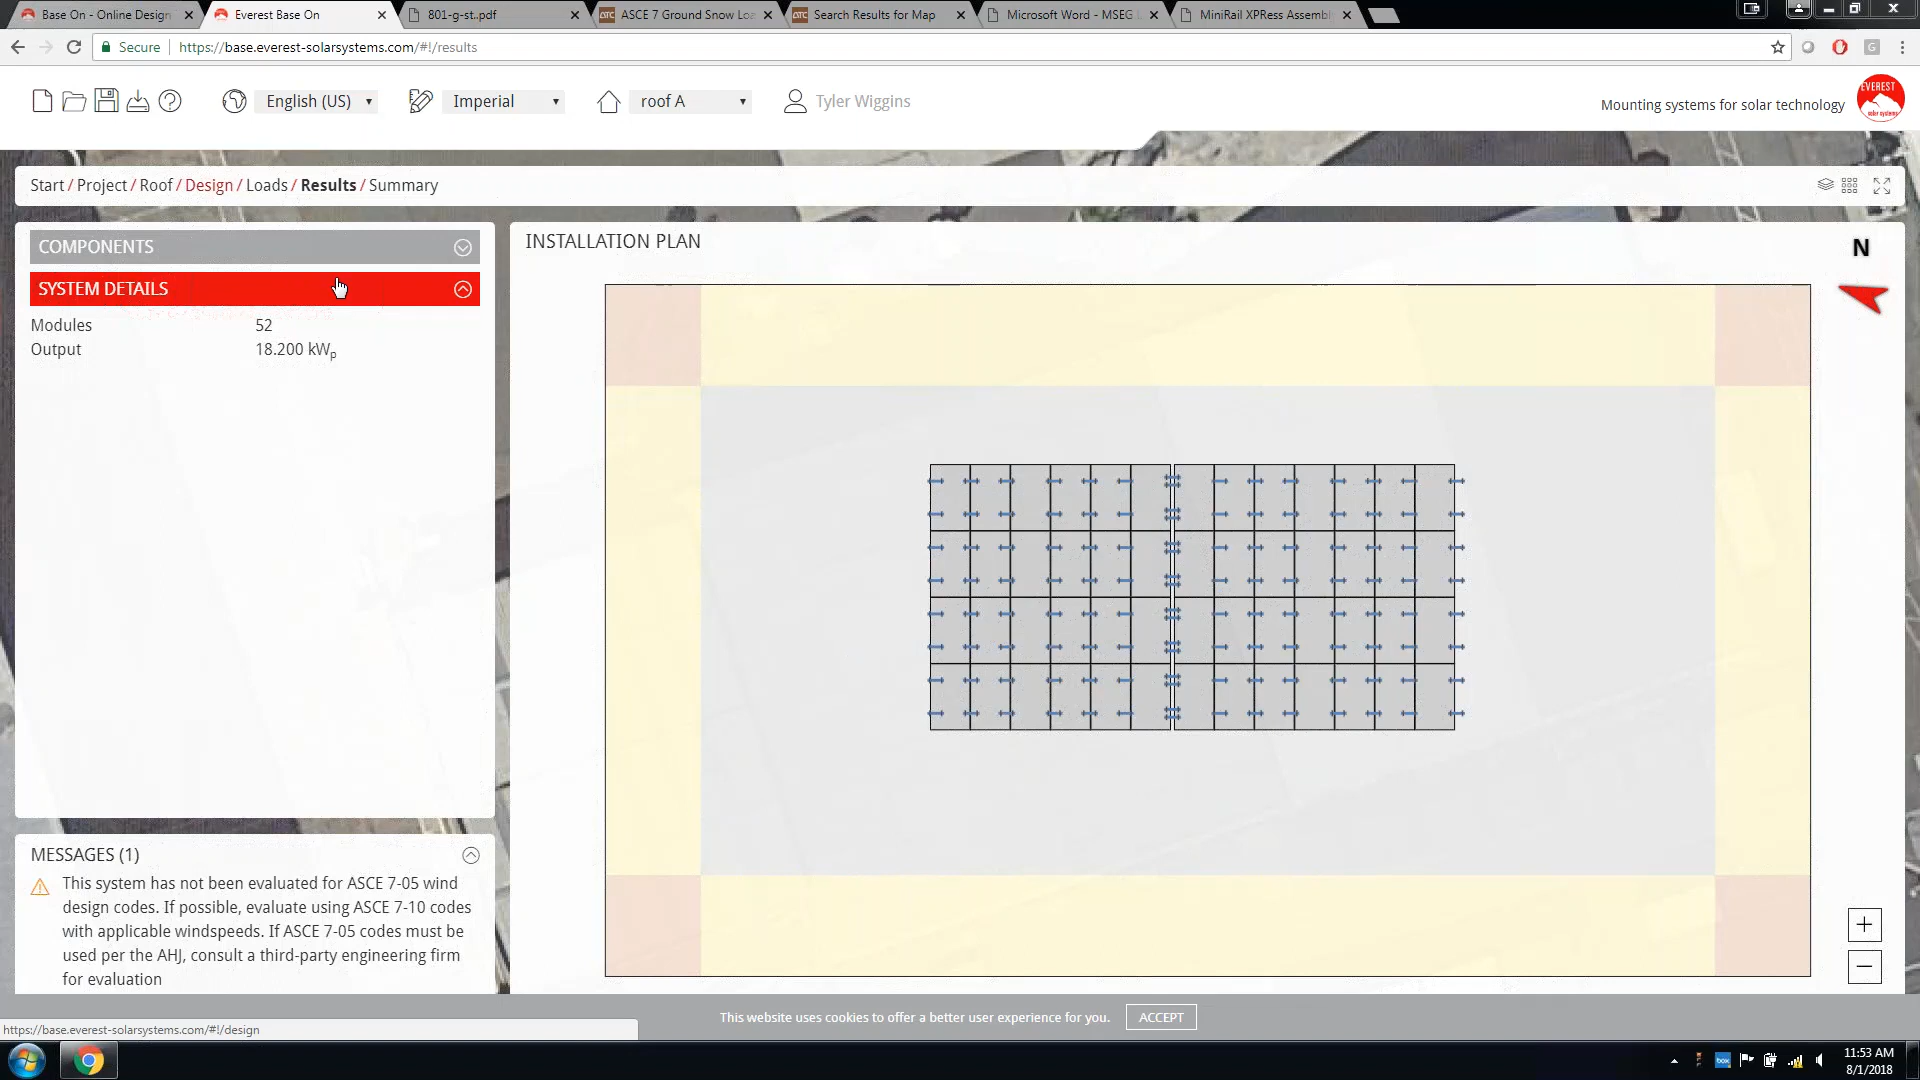 Base On - Online Design
Everest Base On
801-g-st..pdf
ASCE 7 Ground Snow Loa
Search Results for Map
Microsoft Word - MSEG
MiniRail XPRess Assembl
Secure
https://base.everest-solarsystems.com/#!/results
English (US)
Imperial
roof A
Tyler Wiggins
Mounting systems for solar technology
EVEREST
solar systems
Start / Project / Roof / Design / Loads / Results / Summary
COMPONENTS
SYSTEM DETAILS
Modules 52
Output 18.200 kWp
INSTALLATION PLAN
N
MESSAGES (1)
This system has not been evaluated for ASCE 7-05 wind
design codes. If possible, evaluate using ASCE 7-10 codes
with applicable windspeeds. If ASCE 7-05 codes must be
used per the AHJ, consult a third-party engineering firm
for evaluation
This website uses cookies to offer a better user experience for you.
ACCEPT
https://base.everest-solarsystems.com/#!/design
box
11:53 AM
8/1/2018